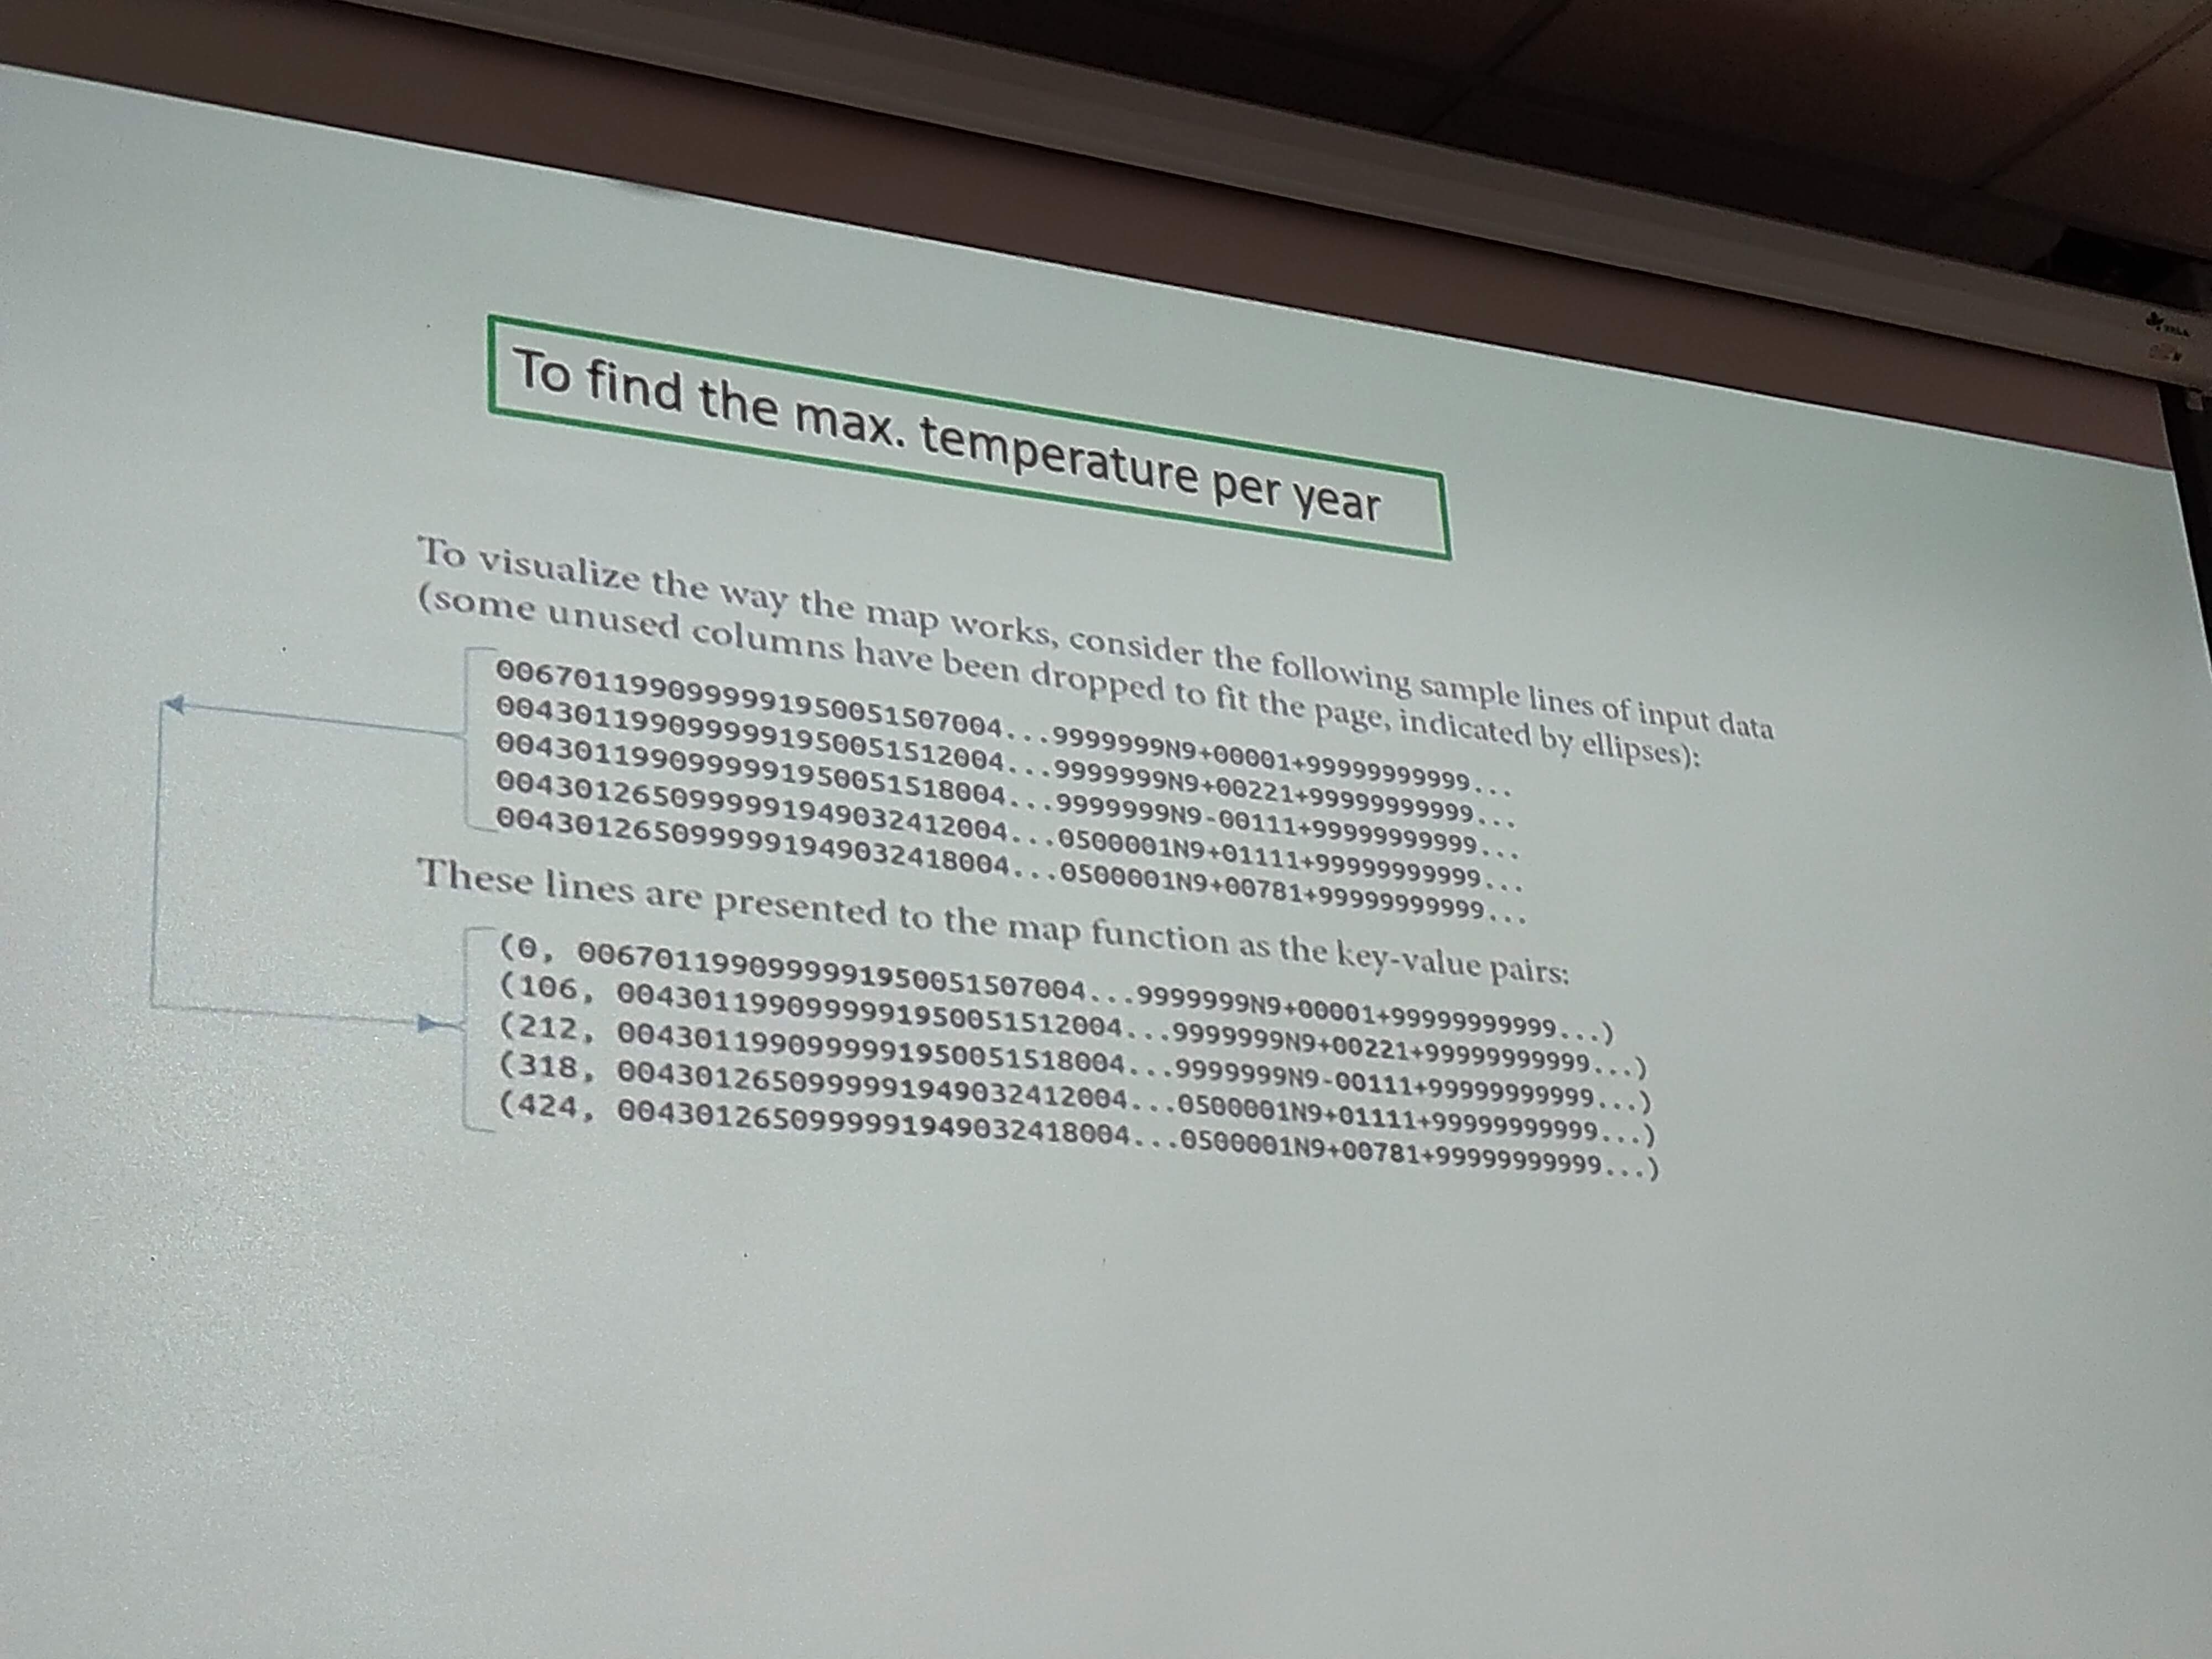 To find the max. temperature per year
To visualize the way the map works, consider the following sample lines of input data
(some unused columns have been dropped to fit the page, indicated by ellipses):
0067011990999991950051507004...9999999N9+00001+99999999999...
0043011990999991950051512004...9999999N9+00221+99999999999...
0043011990999991950051518004...9999999N9-00111+99999999999...
0043012650999991949032412004...0500001N9+01111+99999999999...
0043012650999991949032418004...0500001N9+00781+99999999999...
These lines are presented to the map function as the key-value pairs:
(0, 0067011990999991950051507004...9999999N9+00001+99999999999...)
(106, 0043011990999991950051512004...9999999N9+00221+99999999999...)
(212, 0043011990999991950051518004...9999999N9-00111+99999999999...)
(318, 0043012650999991949032412004...0500001N9+01111+99999999999...)
(424, 0043012650999991949032418004...0500001N9+00781+99999999999...)